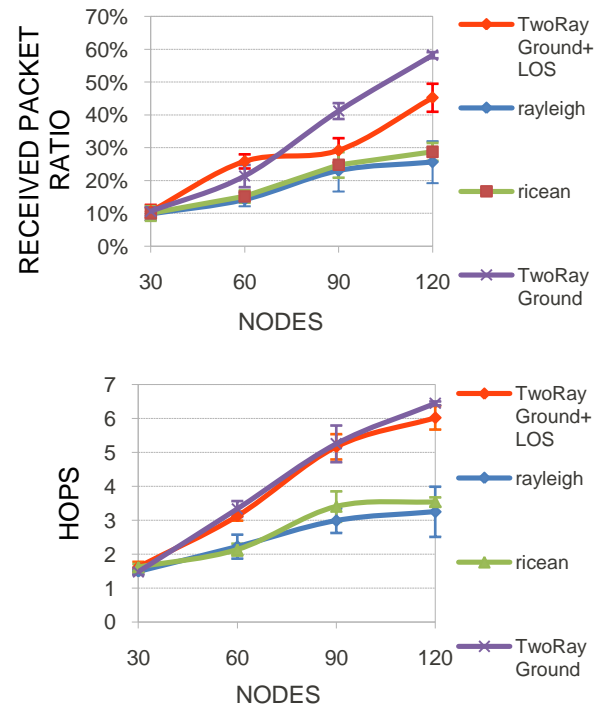 RECEIVED PACKET
RATIO
70%
60%
50%
40%
30%
20%
10%
0%
30
60
90
120
NODES
TwoRay
Ground+
LOS
rayleigh
ricean
TwoRay
Ground
HOPS
7
6
5
4
3
2
1
0
30
60
90
120
NODES
TwoRay
Ground+
LOS
rayleigh
ricean
TwoRay
Ground